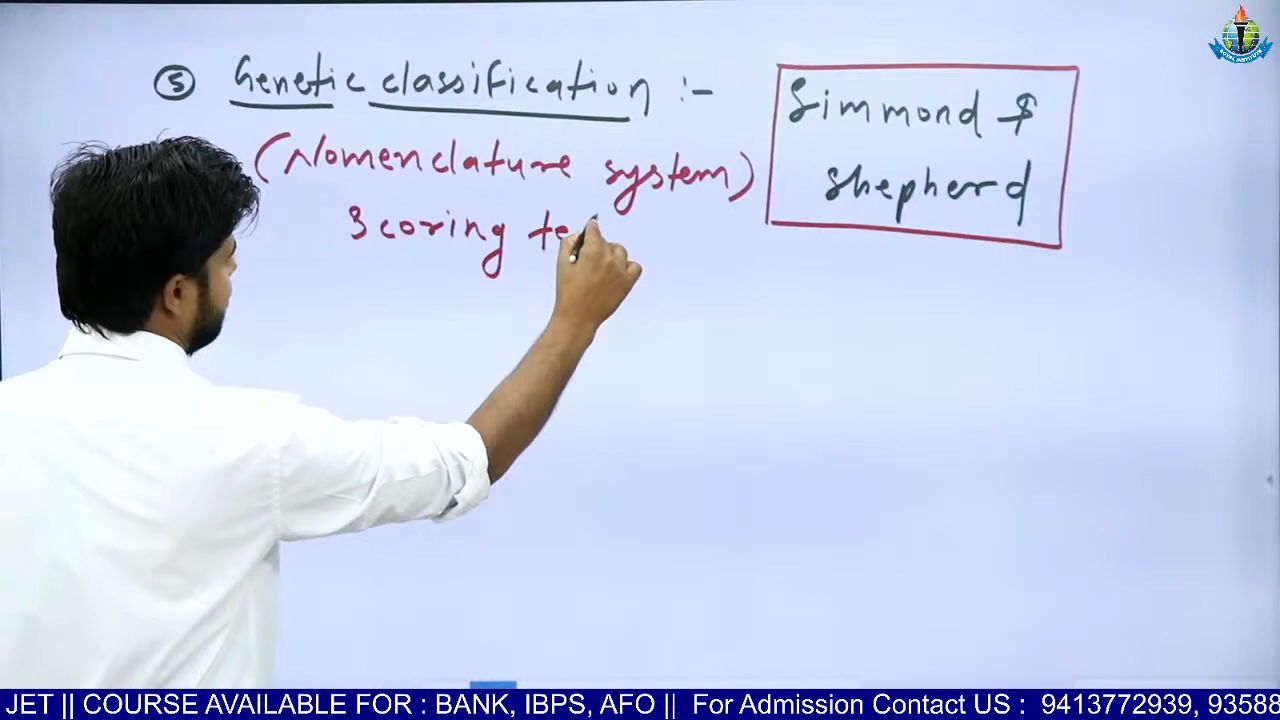 5 Genetic classification :-
(Nomenclature system)
Scoring te
Simmond &
Shepherd
JET || COURSE AVAILABLE FOR : BANK, IBPS, AFO || For Admission Contact US : 9413772939, 93588